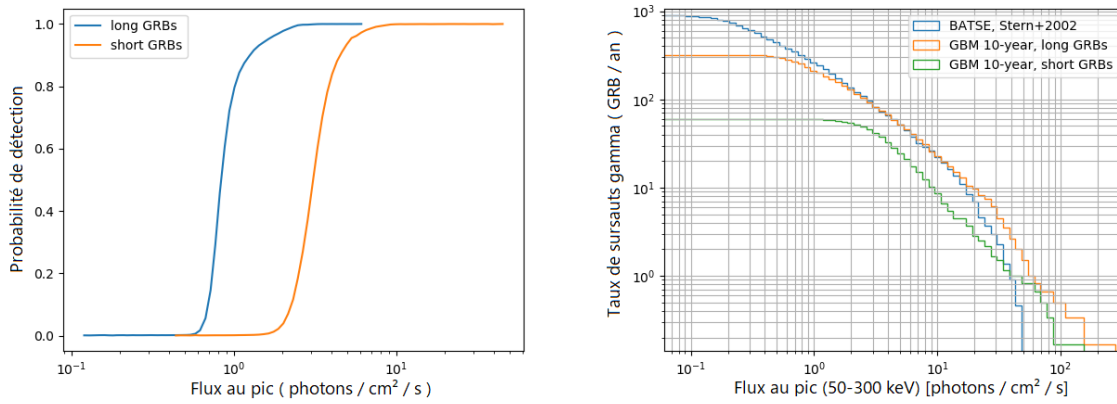 long GRBs
short GRBs
1.0
0.8
0.6
0.4
0.2
0.0
Probabilité de détection
10⁻¹
10⁰
10¹
Flux au pic ( photons / cm² / s )
BATSE, Stern+2002
GBM 10-year, long GRBs
GBM 10-year, short GRBs
10³
10²
10¹
10⁰
Taux de sursauts gamma ( GRB / an )
10⁻¹
10⁰
10¹
10²
Flux au pic (50-300 keV) [photons / cm² / s]